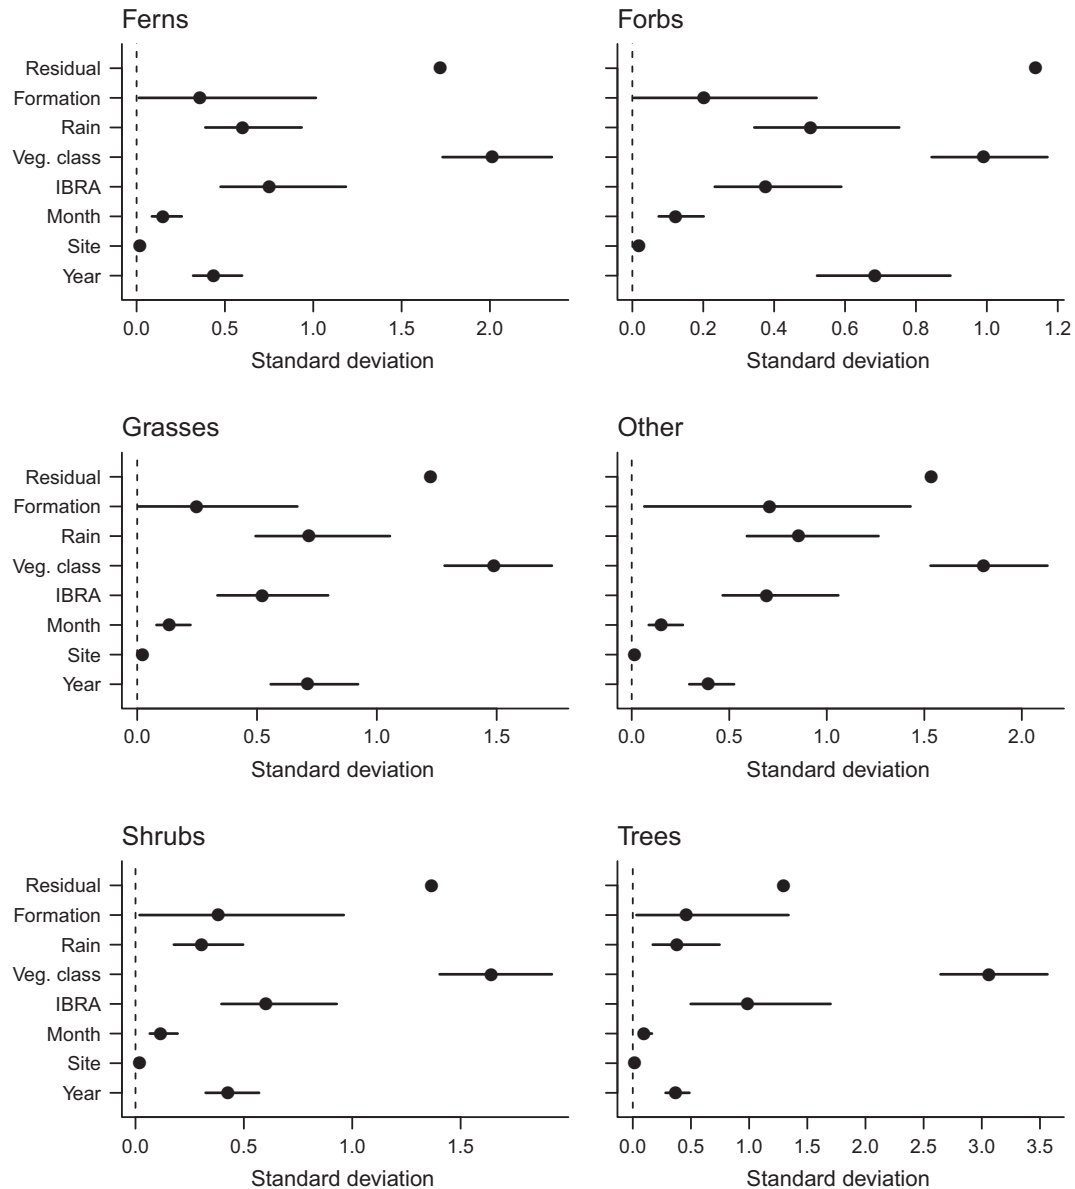 Ferns
Residual
Formation
Rain
Veg. class
IBRA
Month
Site
Year
0.0 0.5 1.0 1.5 2.0
Standard deviation
Forbs
0.0 0.2 0.4 0.6 0.8 1.0 1.2
Standard deviation
Grasses
Residual
Formation
Rain
Veg. class
IBRA
Month
Site
Year
0.0 0.5 1.0 1.5
Standard deviation
Other
0.0 0.5 1.0 1.5 2.0
Standard deviation
Shrubs
Residual
Formation
Rain
Veg. class
IBRA
Month
Site
Year
0.0 0.5 1.0 1.5
Standard deviation
Trees
0.0 0.5 1.0 1.5 2.0 2.5 3.0 3.5
Standard deviation